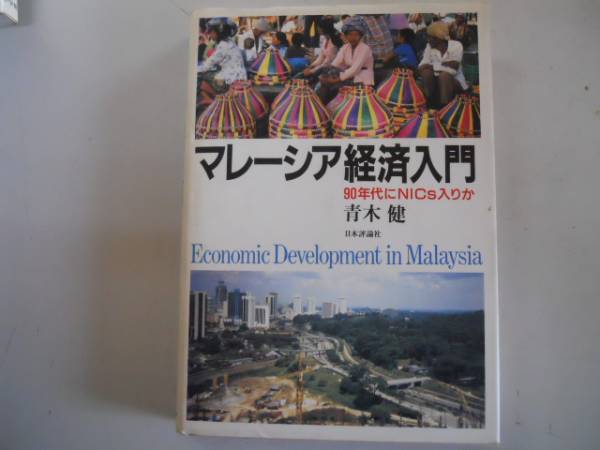 マレーシア経済入門
90年代にNICs入りか
青木 健
日本評論社
Economic Development in Malaysia